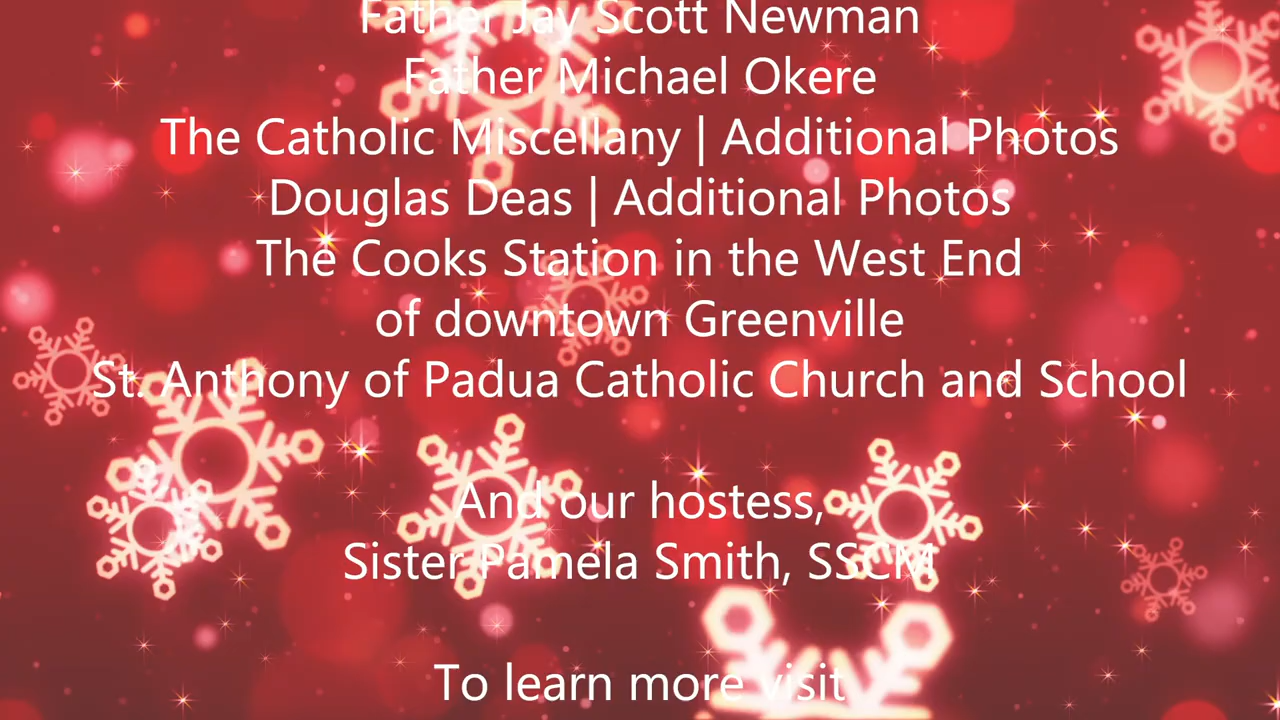 Father Jay Scott Newman
Father Michael Okere
The Catholic Miscellany | Additional Photos
Douglas Deas | Additional Photos
The Cooks Station in the West End
of downtown Greenville
St. Anthony of Padua Catholic Church and School
And our hostess,
Sister Pamela Smith, SSCM
To learn more visit